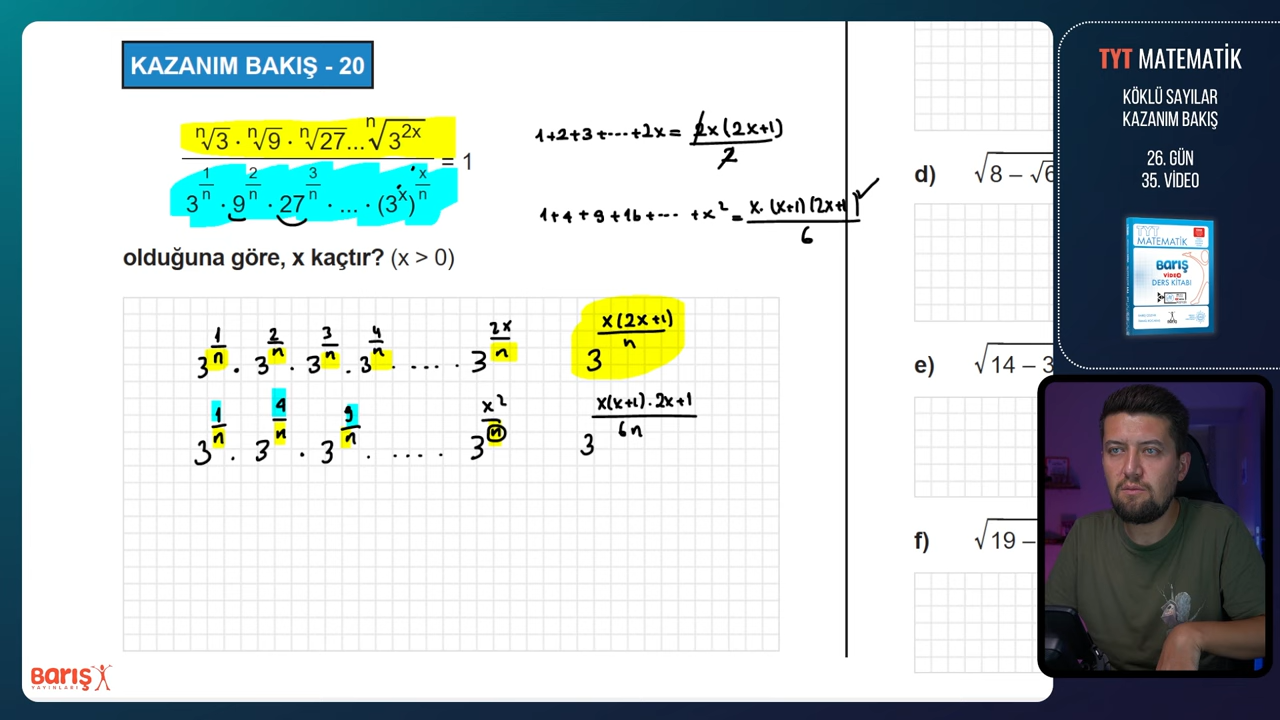 KAZANIM BAKIŞ - 20
ⁿ√3 · ⁿ√9 · ⁿ√27 ... ⁿ√3^{2x}
3^{1/n} · 9^{2/n} · 27^{3/n} · ... · (3^x)^{x/n}
= 1
olduğuna göre, x kaçtır? (x > 0)
1+2+3+····+2x = 2x(2x+1)/2
1+4+9+16+···· +x² = x·(x+1)(2x+1)/6
3^{1/n} · 3^{2/n} · 3^{3/n} · 3^{4/n} ····· 3^{2x/n}
3^{x(2x+1)/n}
3^{1/n} · 3^{4/n} · 3^{9/n} · ····· 3^{x²/n}
3^{x(x+1)·2x+1/6n}
BARIŞ
YAYINLARI
d) √8 – √6
e) √14 – 3
f) √19 –
TYT MATEMATİK
KÖKLÜ SAYILAR
KAZANIM BAKIŞ
26. GÜN
35. VİDEO
TYT
MATEMATİK
BARIŞ
VİDEO
DERS KİTABI